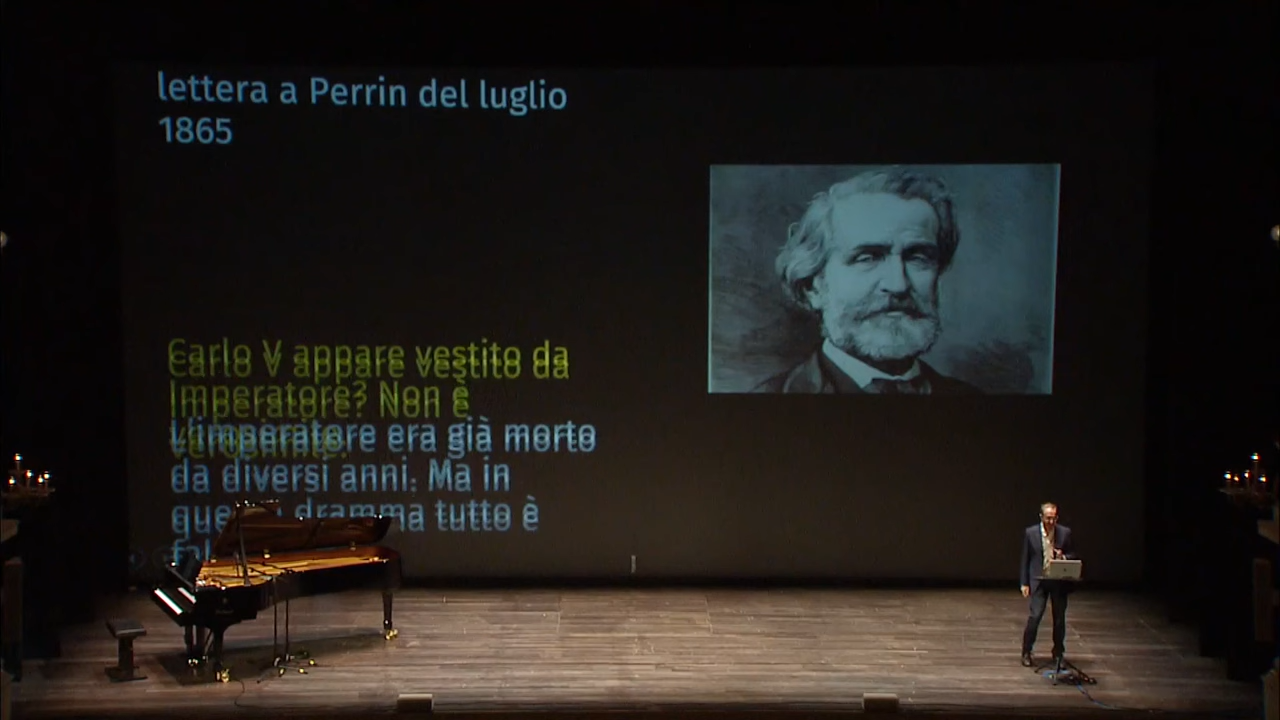 lettera a Perrin del luglio
1865
Carlo V appare vestito da
Imperatore? Non è
verosimile.
L'imperatore era già morto
da diversi anni. Ma in
dramma tutto è